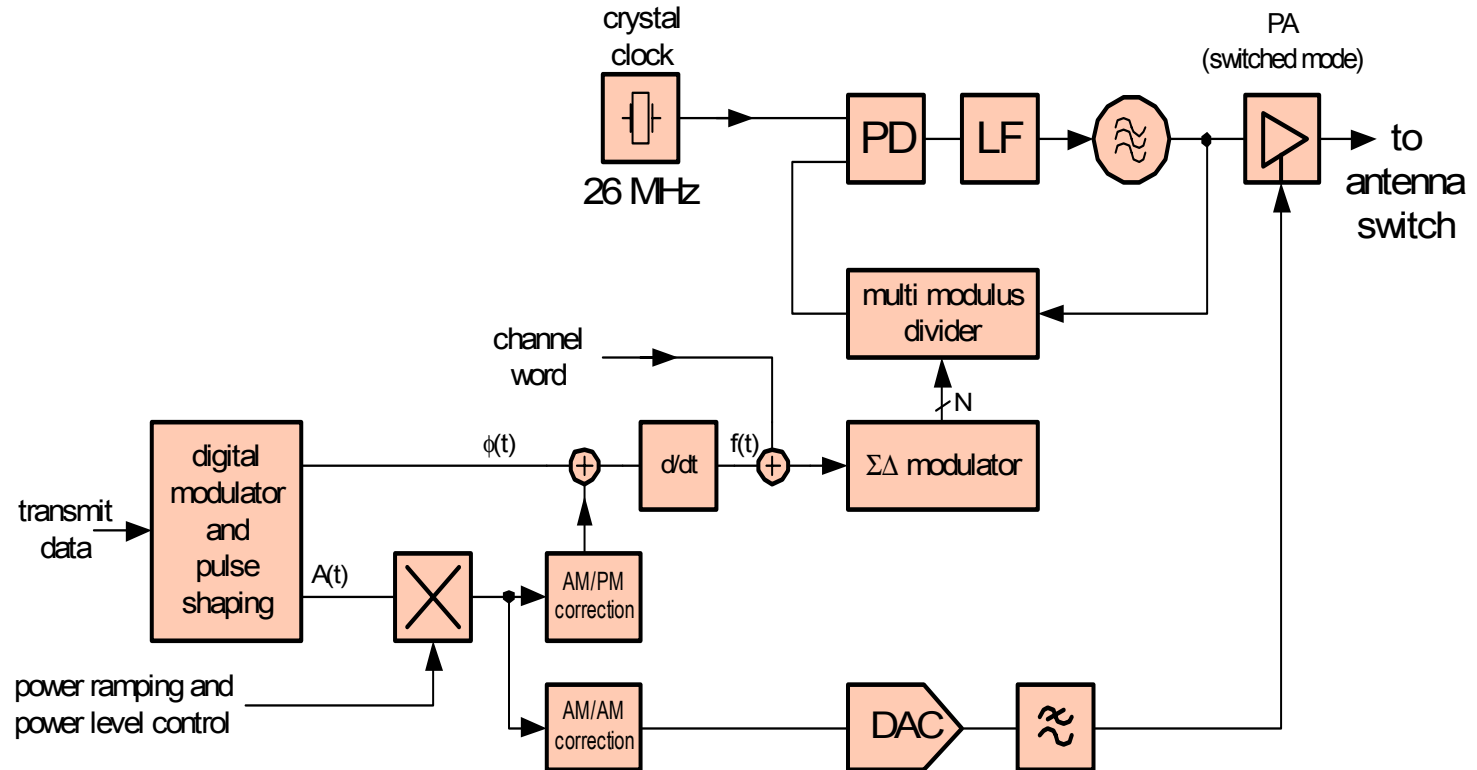 crystal
clock
26 MHz
PD
LF
PA
(switched mode)
to
antenna
switch
multi modulus
divider
channel
word
N
transmit
data
digital
modulator
and
pulse
shaping
ϕ(t)
d/dt
f(t)
ΣΔ modulator
A(t)
AM/PM
correction
power ramping and
power level control
AM/AM
correction
DAC